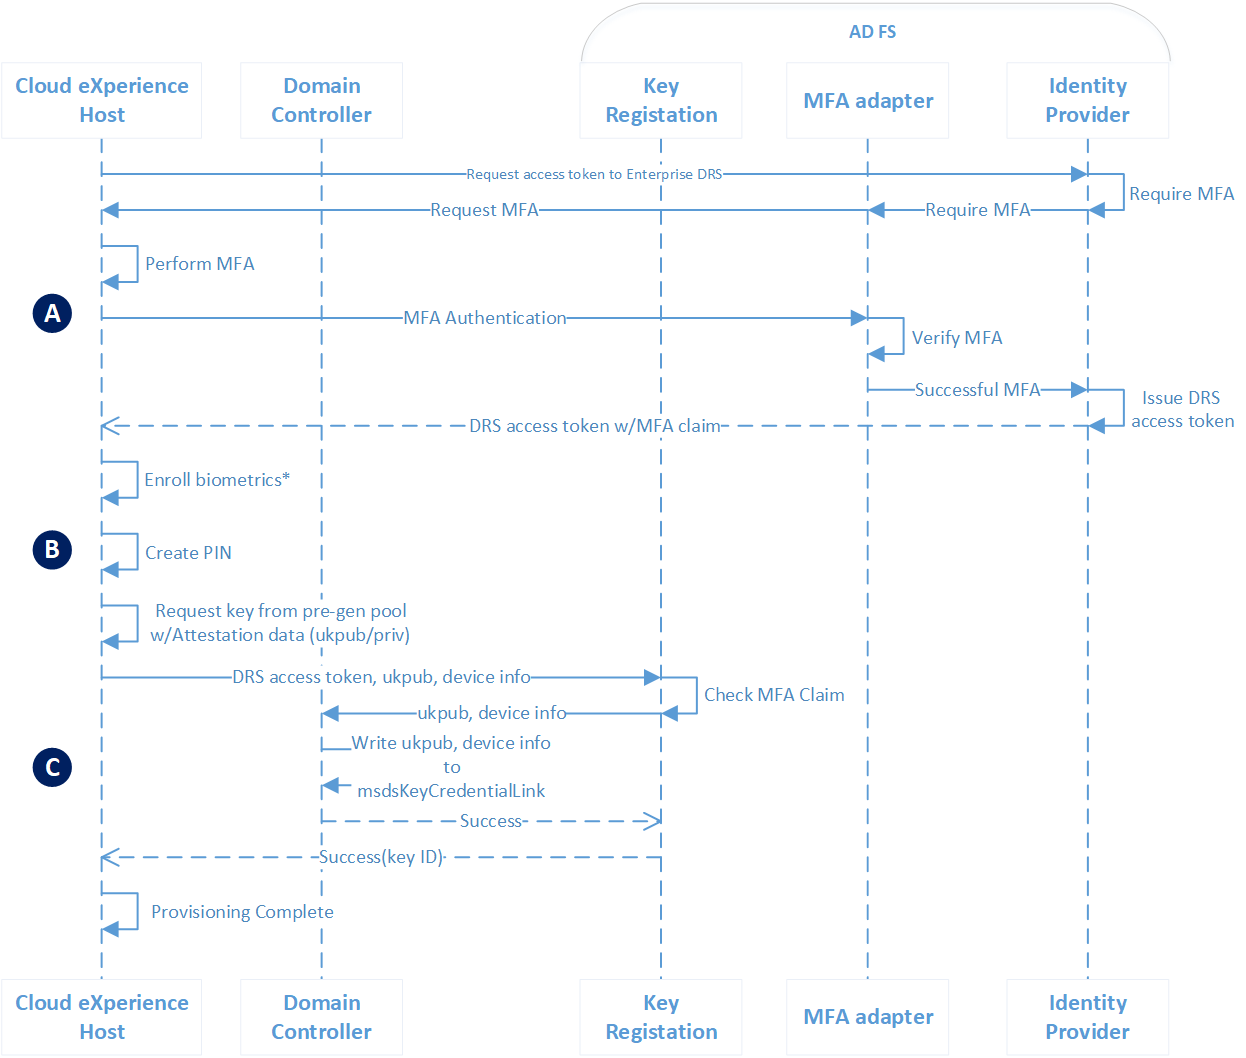 AD FS
Cloud eXperience
Host
Domain
Controller
Key
Registation
MFA adapter
Identity
Provider
Request access token to Enterprise DRS
Require MFA
Request MFA
Require MFA
Perform MFA
A
MFA Authentication
Verify MFA
Successful MFA
Issue DRS
access token
DRS access token w/MFA claim
Enroll biometrics*
B
Create PIN
Request key from pre-gen pool
w/Attestation data (ukpub/priv)
DRS access token, ukpub, device info
Check MFA Claim
ukpub, device info
C
Write ukpub, device info
to
msdsKeyCredentialLink
Success
Success(key ID)
Provisioning Complete
Cloud eXperience
Host
Domain
Controller
Key
Registation
MFA adapter
Identity
Provider